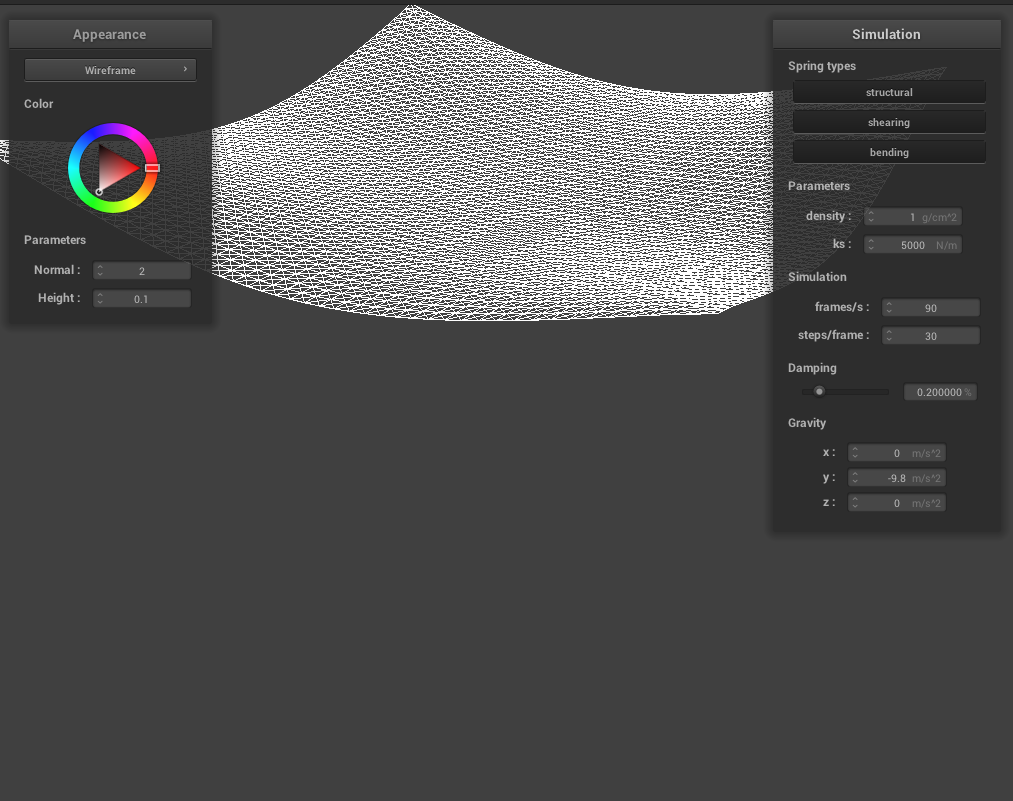 Appearance
Wireframe
Color
Parameters
Normal : 2
Height : 0.1
Simulation
Spring types
structural
shearing
bending
Parameters
density : 1 g/cm^2
ks : 5000 N/m
Simulation
frames/s : 90
steps/frame : 30
Damping
0.200000 %
Gravity
x : 0 m/s^2
y : -9.8 m/s^2
z : 0 m/s^2